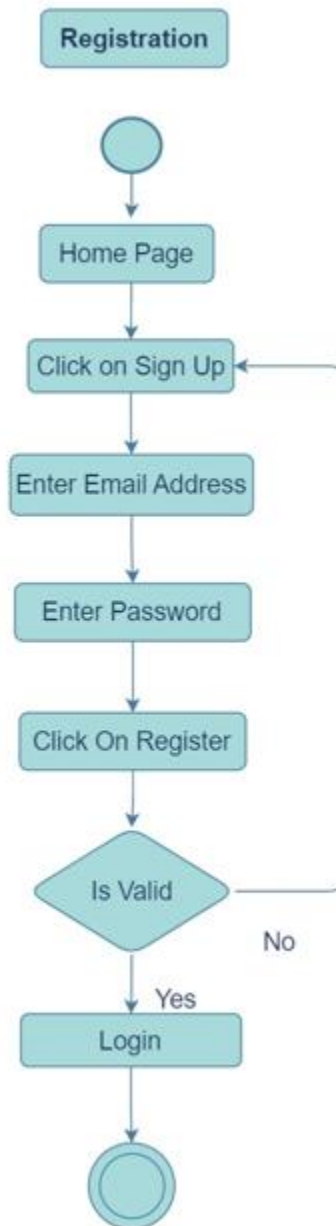 Registration
Home Page
Click on Sign Up
Enter Email Address
Enter Password
Click On Register
Is Valid
No
Yes
Login